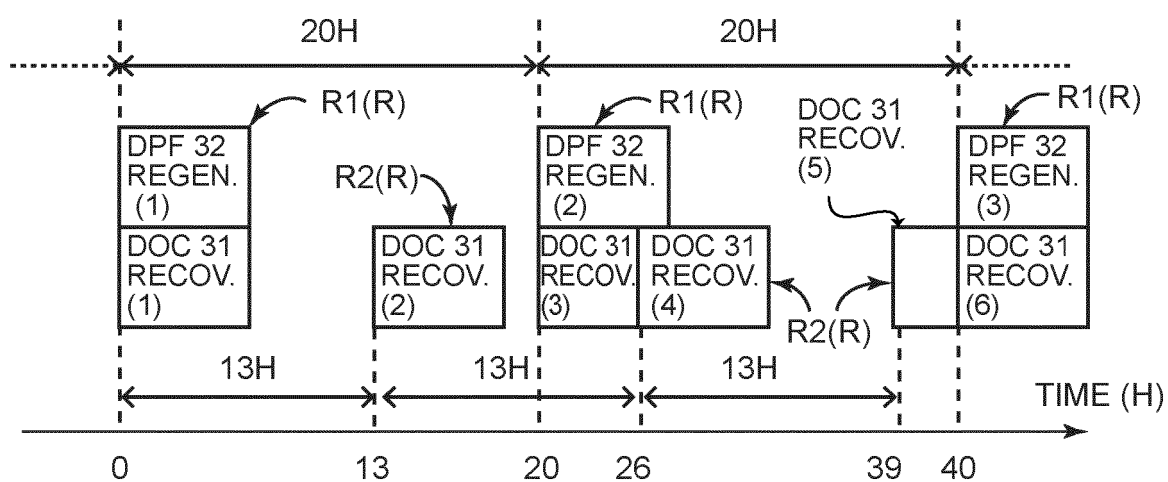 20H
20H
R1(R)
R1(R)
DOC 31
RECOV.
(5)
R1(R)
DPF 32
REGEN.
(1)
R2(R)
DPF 32
REGEN.
(2)
DPF 32
REGEN.
(3)
DOC 31
RECOV.
(1)
DOC 31
RECOV.
(2)
DOC 31
RECOV.
(3)
DOC 31
RECOV.
(4)
R2(R)
DOC 31
RECOV.
(6)
13H
13H
13H
TIME (H)
0
13
20
26
39
40